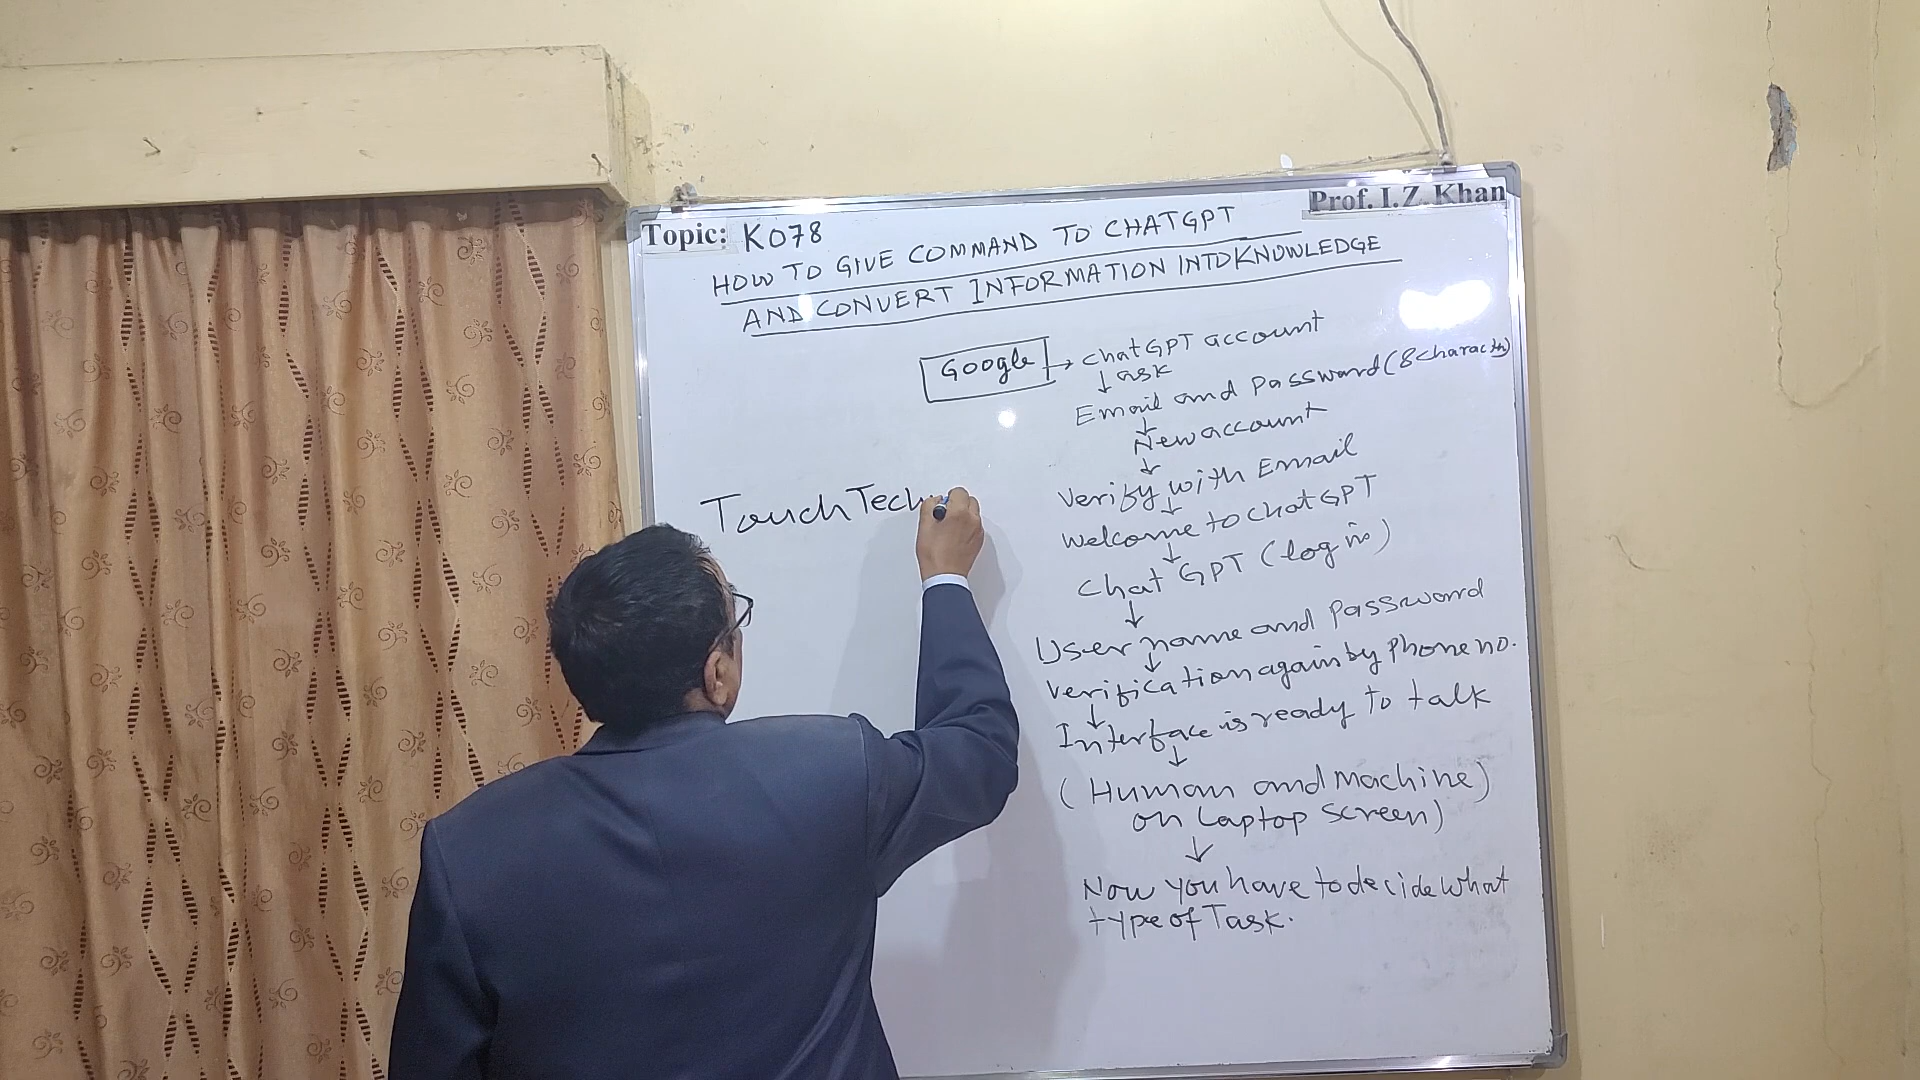 Prof. I.Z. Khan
Topic: K078
HOW TO GIVE COMMAND TO CHATGPT
AND CONVERT INFORMATION INTO KNOWLEDGE
Google → chatGPT account
↓ ask
Email and password (8 character)
↓
New account
↓
Verify with Email
↓
Welcome to chatGPT
↓
Chat GPT (log in)
↓
User name and password
↓
verification again by Phone no.
↓
Interface is ready to talk
↓
(Human and Machine)
on Laptop screen)
↓
Now you have to decide what
type of Task.
Touch Tech